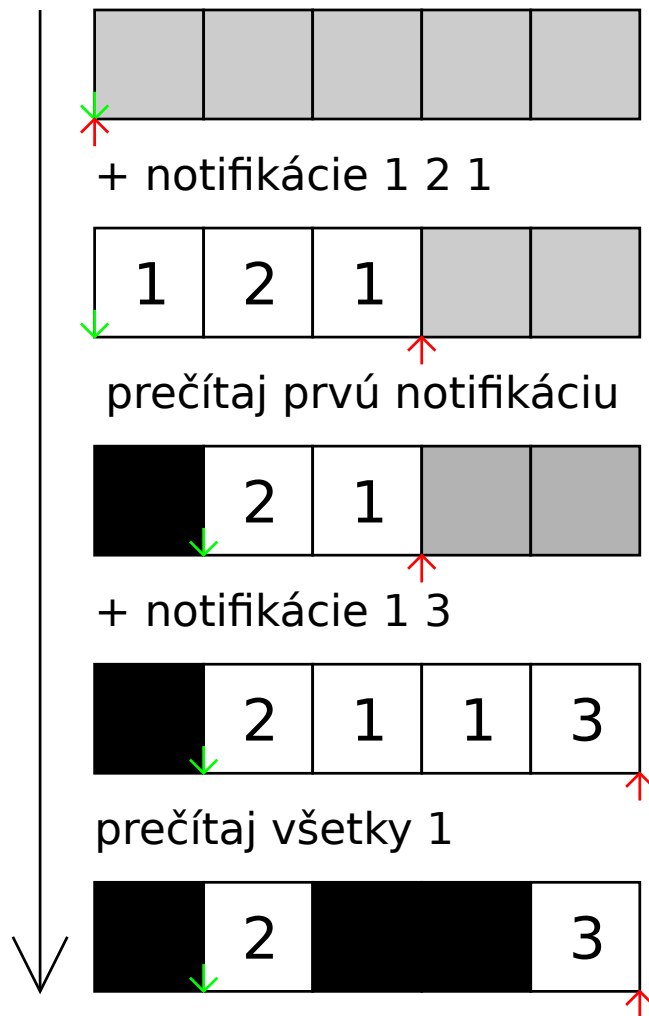 + notifikácie 1 2 1
1 2 1
prečítaj prvú notifikáciu
2 1
+ notifikácie 1 3
2 1 1 3
prečítaj všetky 1
2 3